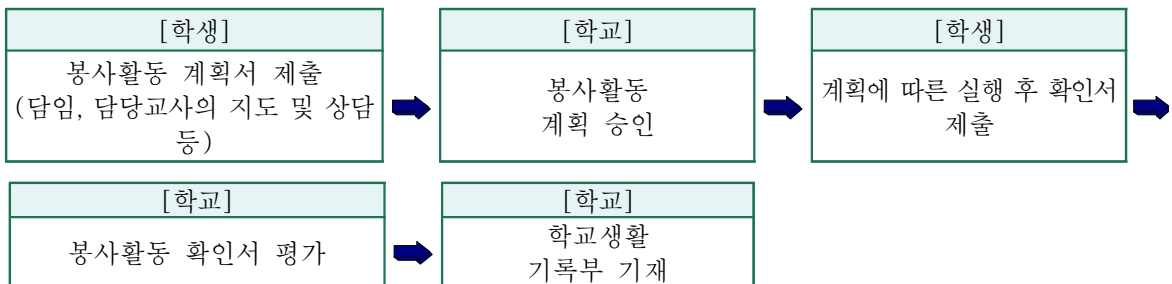 [학생]
봉사활동 계획서 제출
(담임, 담당교사의 지도 및 상담
등)
[학교]
봉사활동
계획 승인
[학생]
계획에 따른 실행 후 확인서
제출
[학교]
봉사활동 확인서 평가
[학교]
학교생활
기록부 기재